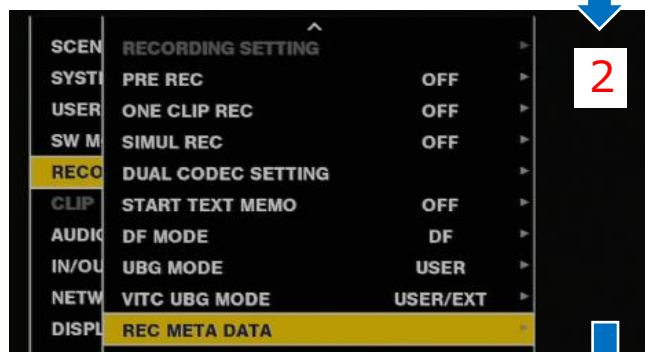 SCEN RECORDING SETTING
SYSTI PRE REC OFF
USER ONE CLIP REC OFF
SW M SIMUL REC OFF
RECO DUAL CODEC SETTING
CLIP START TEXT MEMO OFF
AUDIO DF MODE DF
IN/OU UBG MODE USER
NETW VITC UBG MODE USER/EXT
DISPL REC META DATA
2